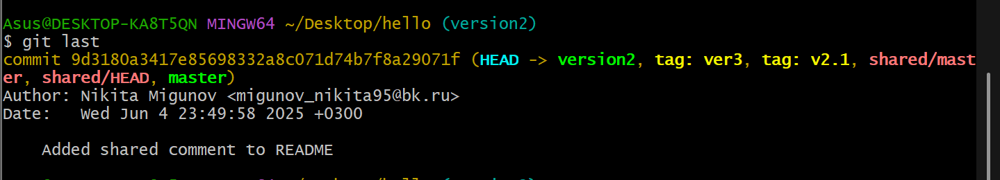 Asus@DESKTOP-KA8T5QN MINGW64 ~/Desktop/hello (version2)
$ git last
commit 9d3180a3417e85698332a8c071d74b7f8a29071f (HEAD -> version2, tag: ver3, tag: v2.1, shared/mast
er, shared/HEAD, master)
Author: Nikita Migunov <migunov_nikita95@bk.ru>
Date:   Wed Jun 4 23:49:58 2025 +0300
    Added shared comment to README